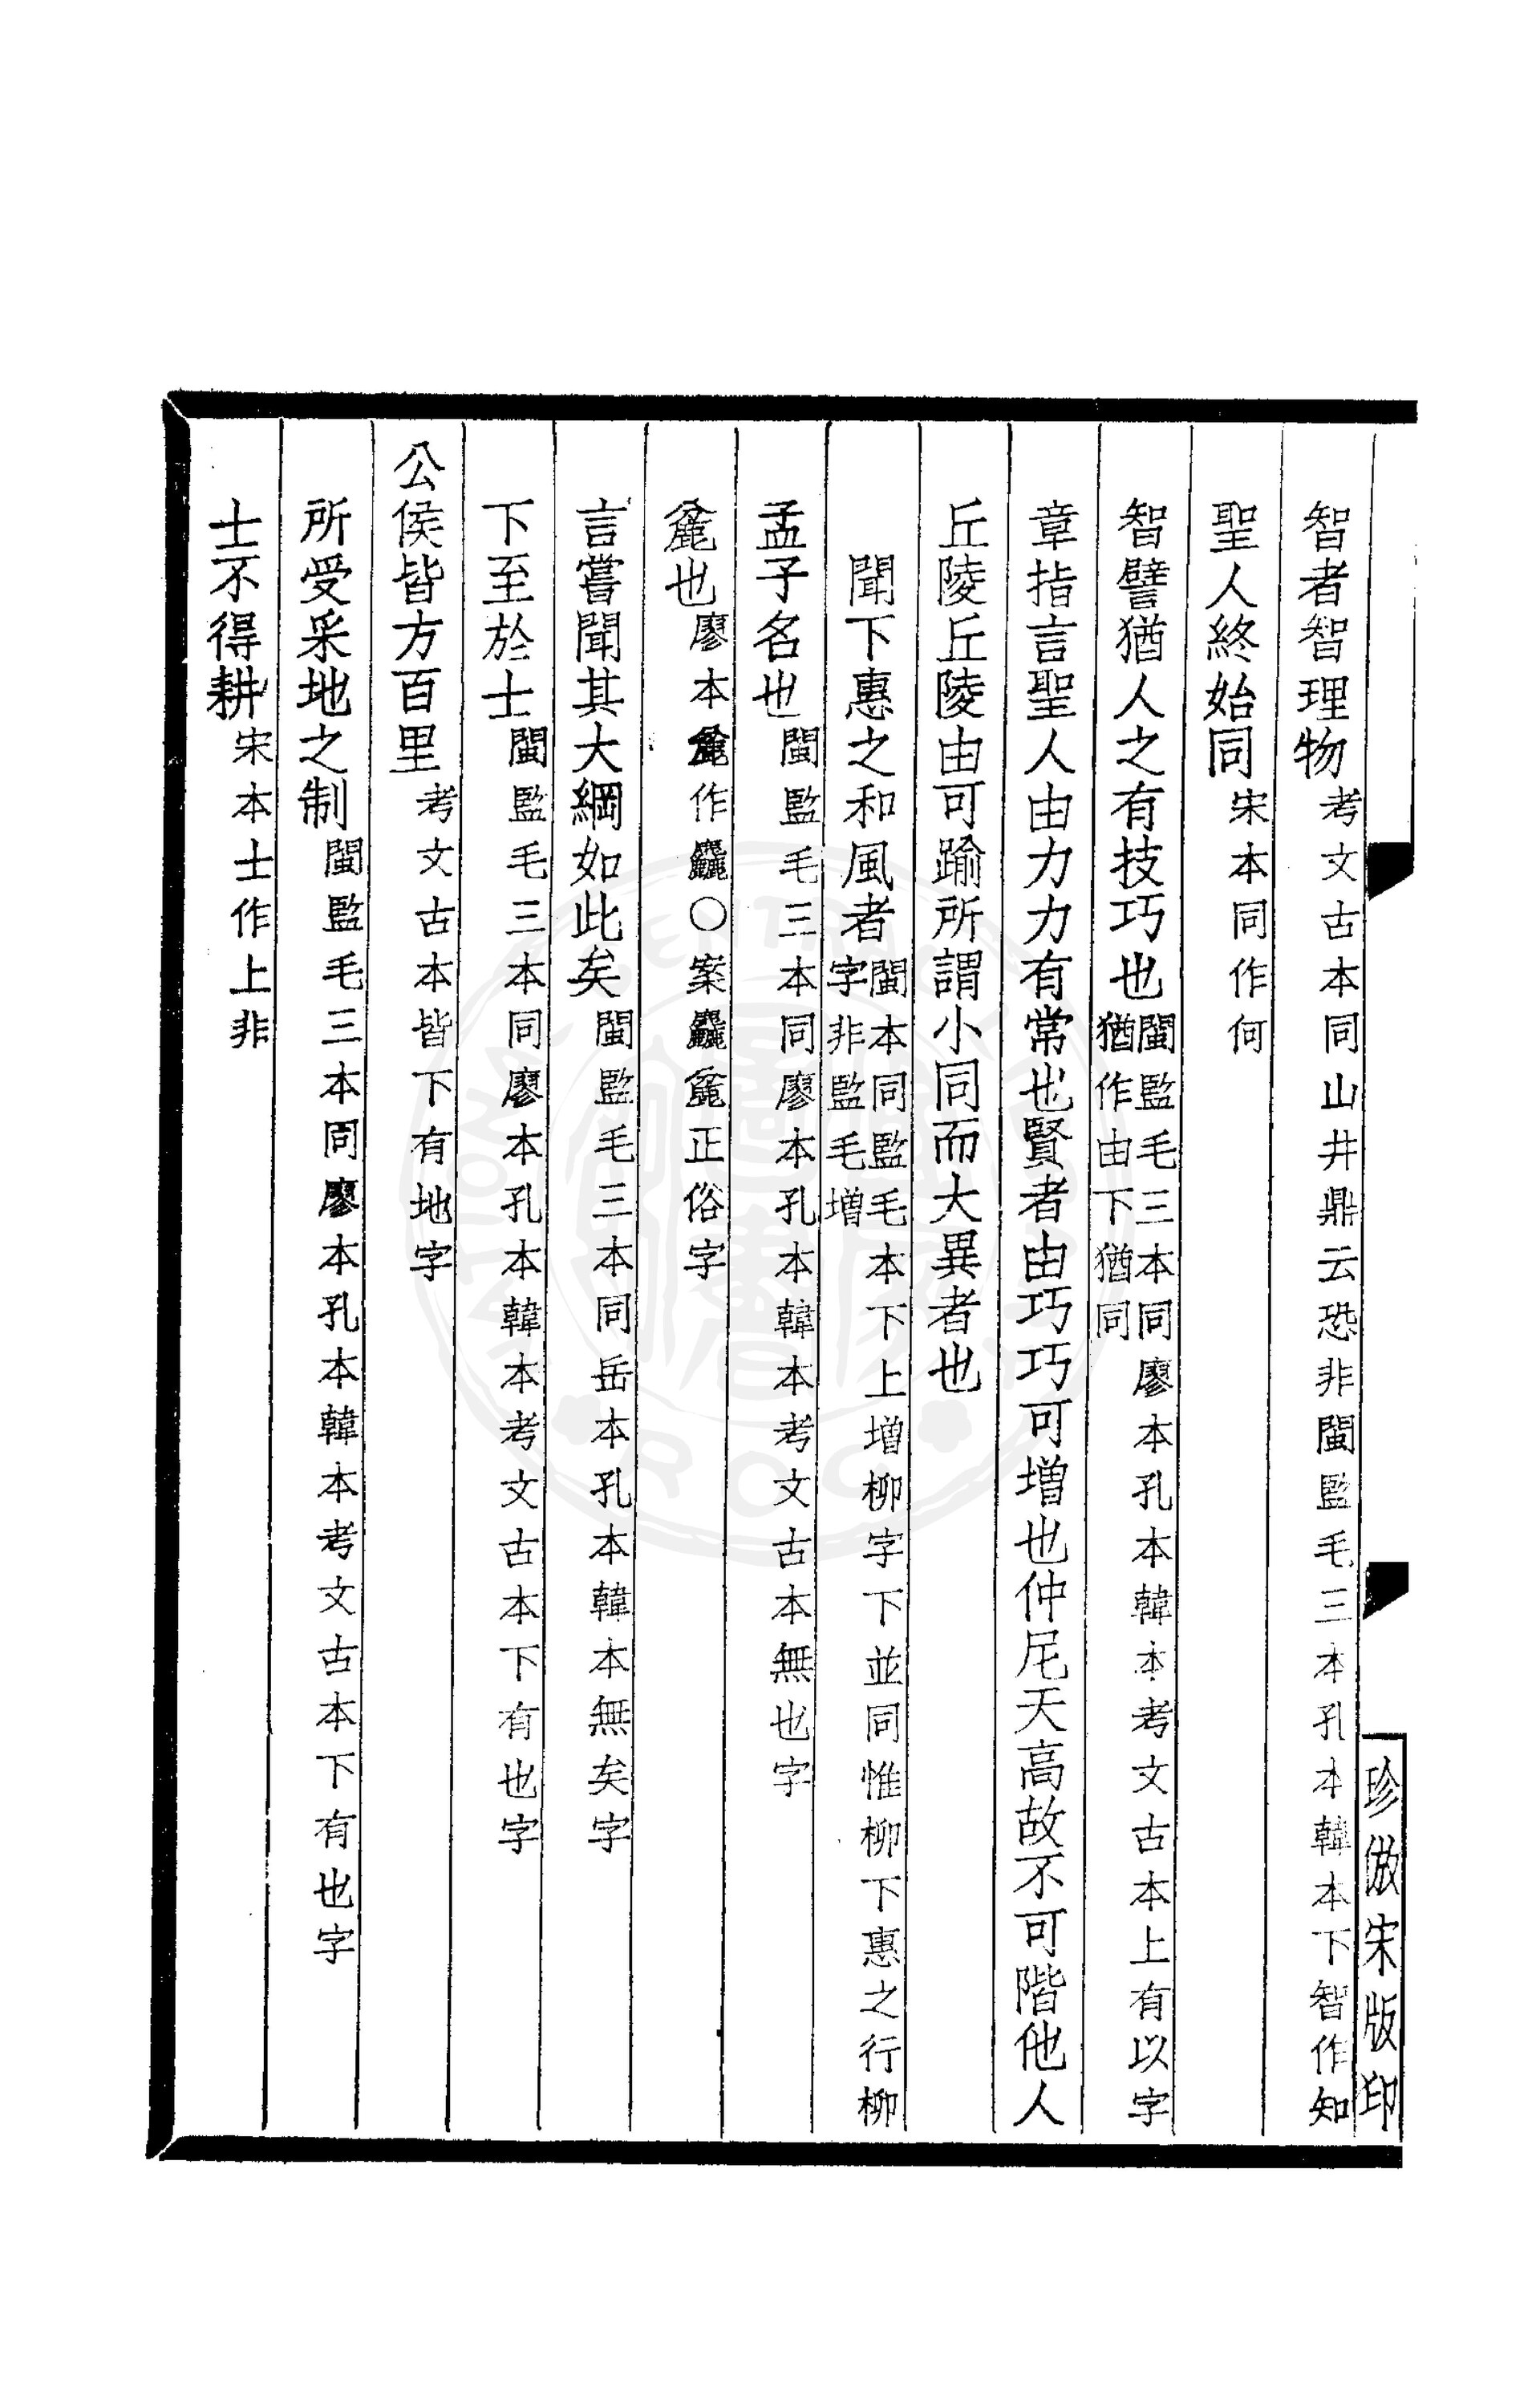 智者智理物考文古本同山井鼎云恐非閩監毛三本孔本韓本下智作知
聖人終始同宋本同作何
智譬猶人之有技巧也閩監毛三本同廖本孔本韓本考文古本上有以字猶作由下猶同
章指言聖人由力力有常也賢者由巧巧可增也仲尼天高故不可階他人
丘陵丘陵由可踰所謂小同而大異者也
聞下惠之和風者閩本同監毛本下上增柳字下並同惟柳下惠之行柳字非監毛增
孟子名也閩監毛三本同廖本孔本韓本考文古本無也字
麄也廖本麄作麤○案麤麄正俗字
言嘗聞其大綱如此矣閩監毛三本同岳本孔本韓本無矣字
下至於士閩監毛三本同廖本孔本韓本考文古本下有也字
公侯皆方百里考文古本皆下有地字
所受采地之制閩監毛三本同廖本孔本韓本考文古本下有也字
士不得耕宋本士作上非
珍倣宋版印